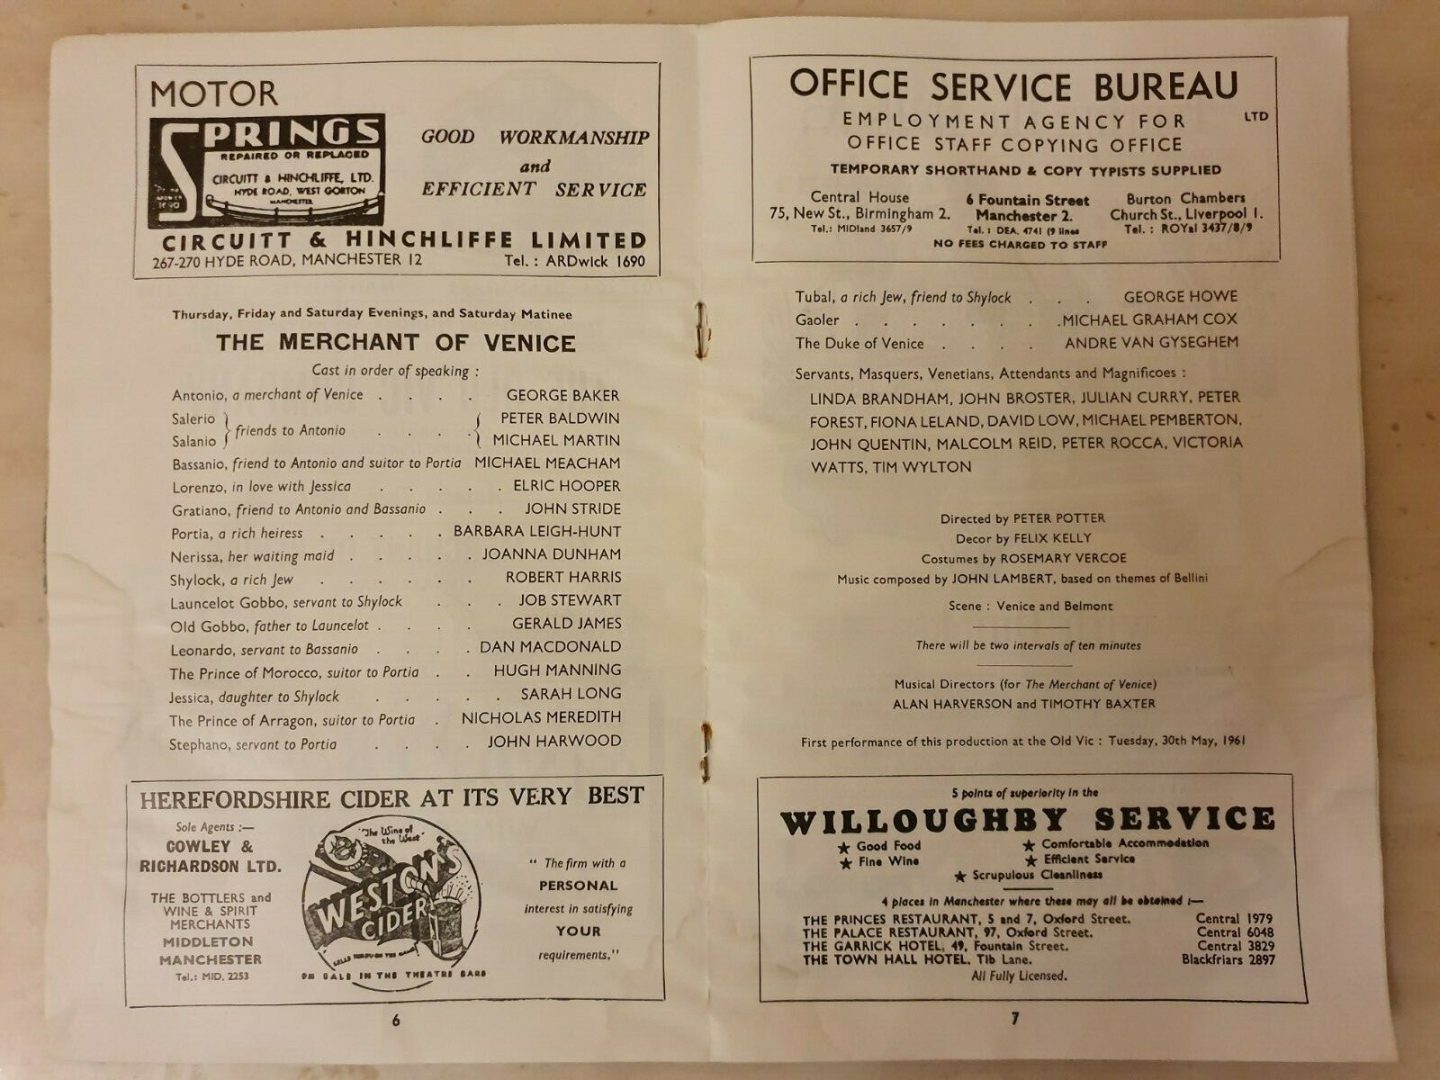 MOTOR
SPRINGS
REPAIRED OR REPLACED
CIRCUITT & HINCHLIFFE, LTD.
HYDE ROAD, WEST GORTON
MANCHESTER
GOOD WORKMANSHIP
and
EFFICIENT SERVICE
CIRCUITT & HINCHLIFFE LIMITED
267-270 HYDE ROAD, MANCHESTER 12 Tel. : ARDwick 1690
Thursday, Friday and Saturday Evenings, and Saturday Matinee
THE MERCHANT OF VENICE
Cast in order of speaking :
Antonio, a merchant of Venice . . . . GEORGE BAKER
Salerio } friends to Antonio . . . . { PETER BALDWIN
Salanio MICHAEL MARTIN
Bassanio, friend to Antonio and suitor to Portia MICHAEL MEACHAM
Lorenzo, in love with Jessica . . . . . ELRIC HOOPER
Gratiano, friend to Antonio and Bassanio . . . JOHN STRIDE
Portia, a rich heiress . . . . . BARBARA LEIGH-HUNT
Nerissa, her waiting maid . . . . . JOANNA DUNHAM
Shylock, a rich Jew . . . . . ROBERT HARRIS
Launcelot Gobbo, servant to Shylock . . . JOB STEWART
Old Gobbo, father to Launcelot . . . . GERALD JAMES
Leonardo, servant to Bassanio . . . . DAN MACDONALD
The Prince of Morocco, suitor to Portia . . HUGH MANNING
Jessica, daughter to Shylock . . . . . SARAH LONG
The Prince of Arragon, suitor to Portia . NICHOLAS MEREDITH
Stephano, servant to Portia . . . . JOHN HARWOOD
HEREFORDSHIRE CIDER AT ITS VERY BEST
Sole Agents :—
COWLEY &
RICHARDSON LTD.
THE BOTTLERS and
WINE & SPIRIT
MERCHANTS
MIDDLETON
MANCHESTER
Tel.: MID. 2253
"The Wine of
the West"
WESTON'S
CIDER
ON SALE IN THE THEATRE BARS
" The firm with a
PERSONAL
interest in satisfying
YOUR
requirements."
6
OFFICE SERVICE BUREAU
LTD
EMPLOYMENT AGENCY FOR
OFFICE STAFF COPYING OFFICE
TEMPORARY SHORTHAND & COPY TYPISTS SUPPLIED
Central House 6 Fountain Street Burton Chambers
75, New St., Birmingham 2. Manchester 2. Church St., Liverpool 1.
Tel.: MIDland 3657/9 Tel. : DEA. 4741 (9 lines Tel. : ROYal 3437/8/9
NO FEES CHARGED TO STAFF
Tubal, a rich Jew, friend to Shylock . . . GEORGE HOWE
Gaoler . . . . . . . . MICHAEL GRAHAM COX
The Duke of Venice . . . . ANDRE VAN GYSEGHEM
Servants, Masquers, Venetians, Attendants and Magnificoes :
LINDA BRANDHAM, JOHN BROSTER, JULIAN CURRY, PETER
FOREST, FIONA LELAND, DAVID LOW, MICHAEL PEMBERTON,
JOHN QUENTIN, MALCOLM REID, PETER ROCCA, VICTORIA
WATTS, TIM WYLTON
Directed by PETER POTTER
Decor by FELIX KELLY
Costumes by ROSEMARY VERCOE
Music composed by JOHN LAMBERT, based on themes of Bellini
Scene : Venice and Belmont
There will be two intervals of ten minutes
Musical Directors (for The Merchant of Venice)
ALAN HARVERSON and TIMOTHY BAXTER
First performance of this production at the Old Vic : Tuesday, 30th May, 1961
5 points of superiority in the
WILLOUGHBY SERVICE
★ Good Food ★ Comfortable Accommodation
★ Fine Wine ★ Efficient Service
★ Scrupulous Cleanliness
4 places in Manchester where these may all be obtained :—
THE PRINCES RESTAURANT, 5 and 7, Oxford Street. Central 1979
THE PALACE RESTAURANT, 97, Oxford Street. Central 6048
THE GARRICK HOTEL, 49, Fountain Street. Central 3829
THE TOWN HALL HOTEL, Tib Lane. Blackfriars 2897
All Fully Licensed.
7